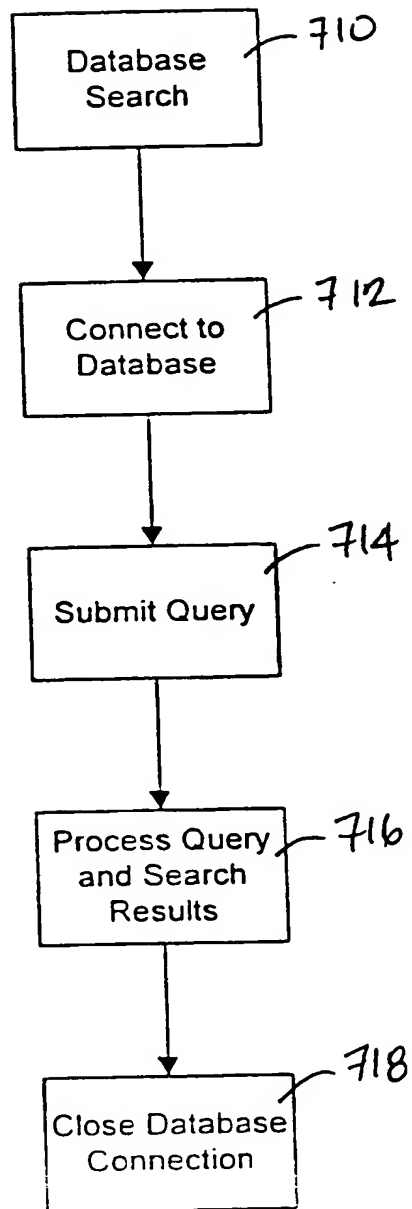 710
Database
Search
712
Connect to
Database
714
Submit Query
716
Process Query
and Search
Results
718
Close Database
Connection